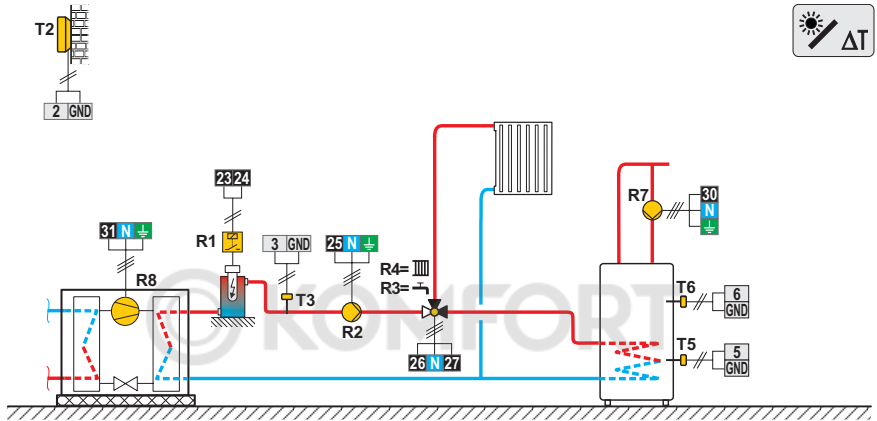 T2
ΔT
2 GND
23 24
30
R7
N
31 N
R1
3 GND
25 N
R4=
R3=
R8
T3
T6
6
GND
© KOMFORT
R2
T5
5
GND
26 N 27